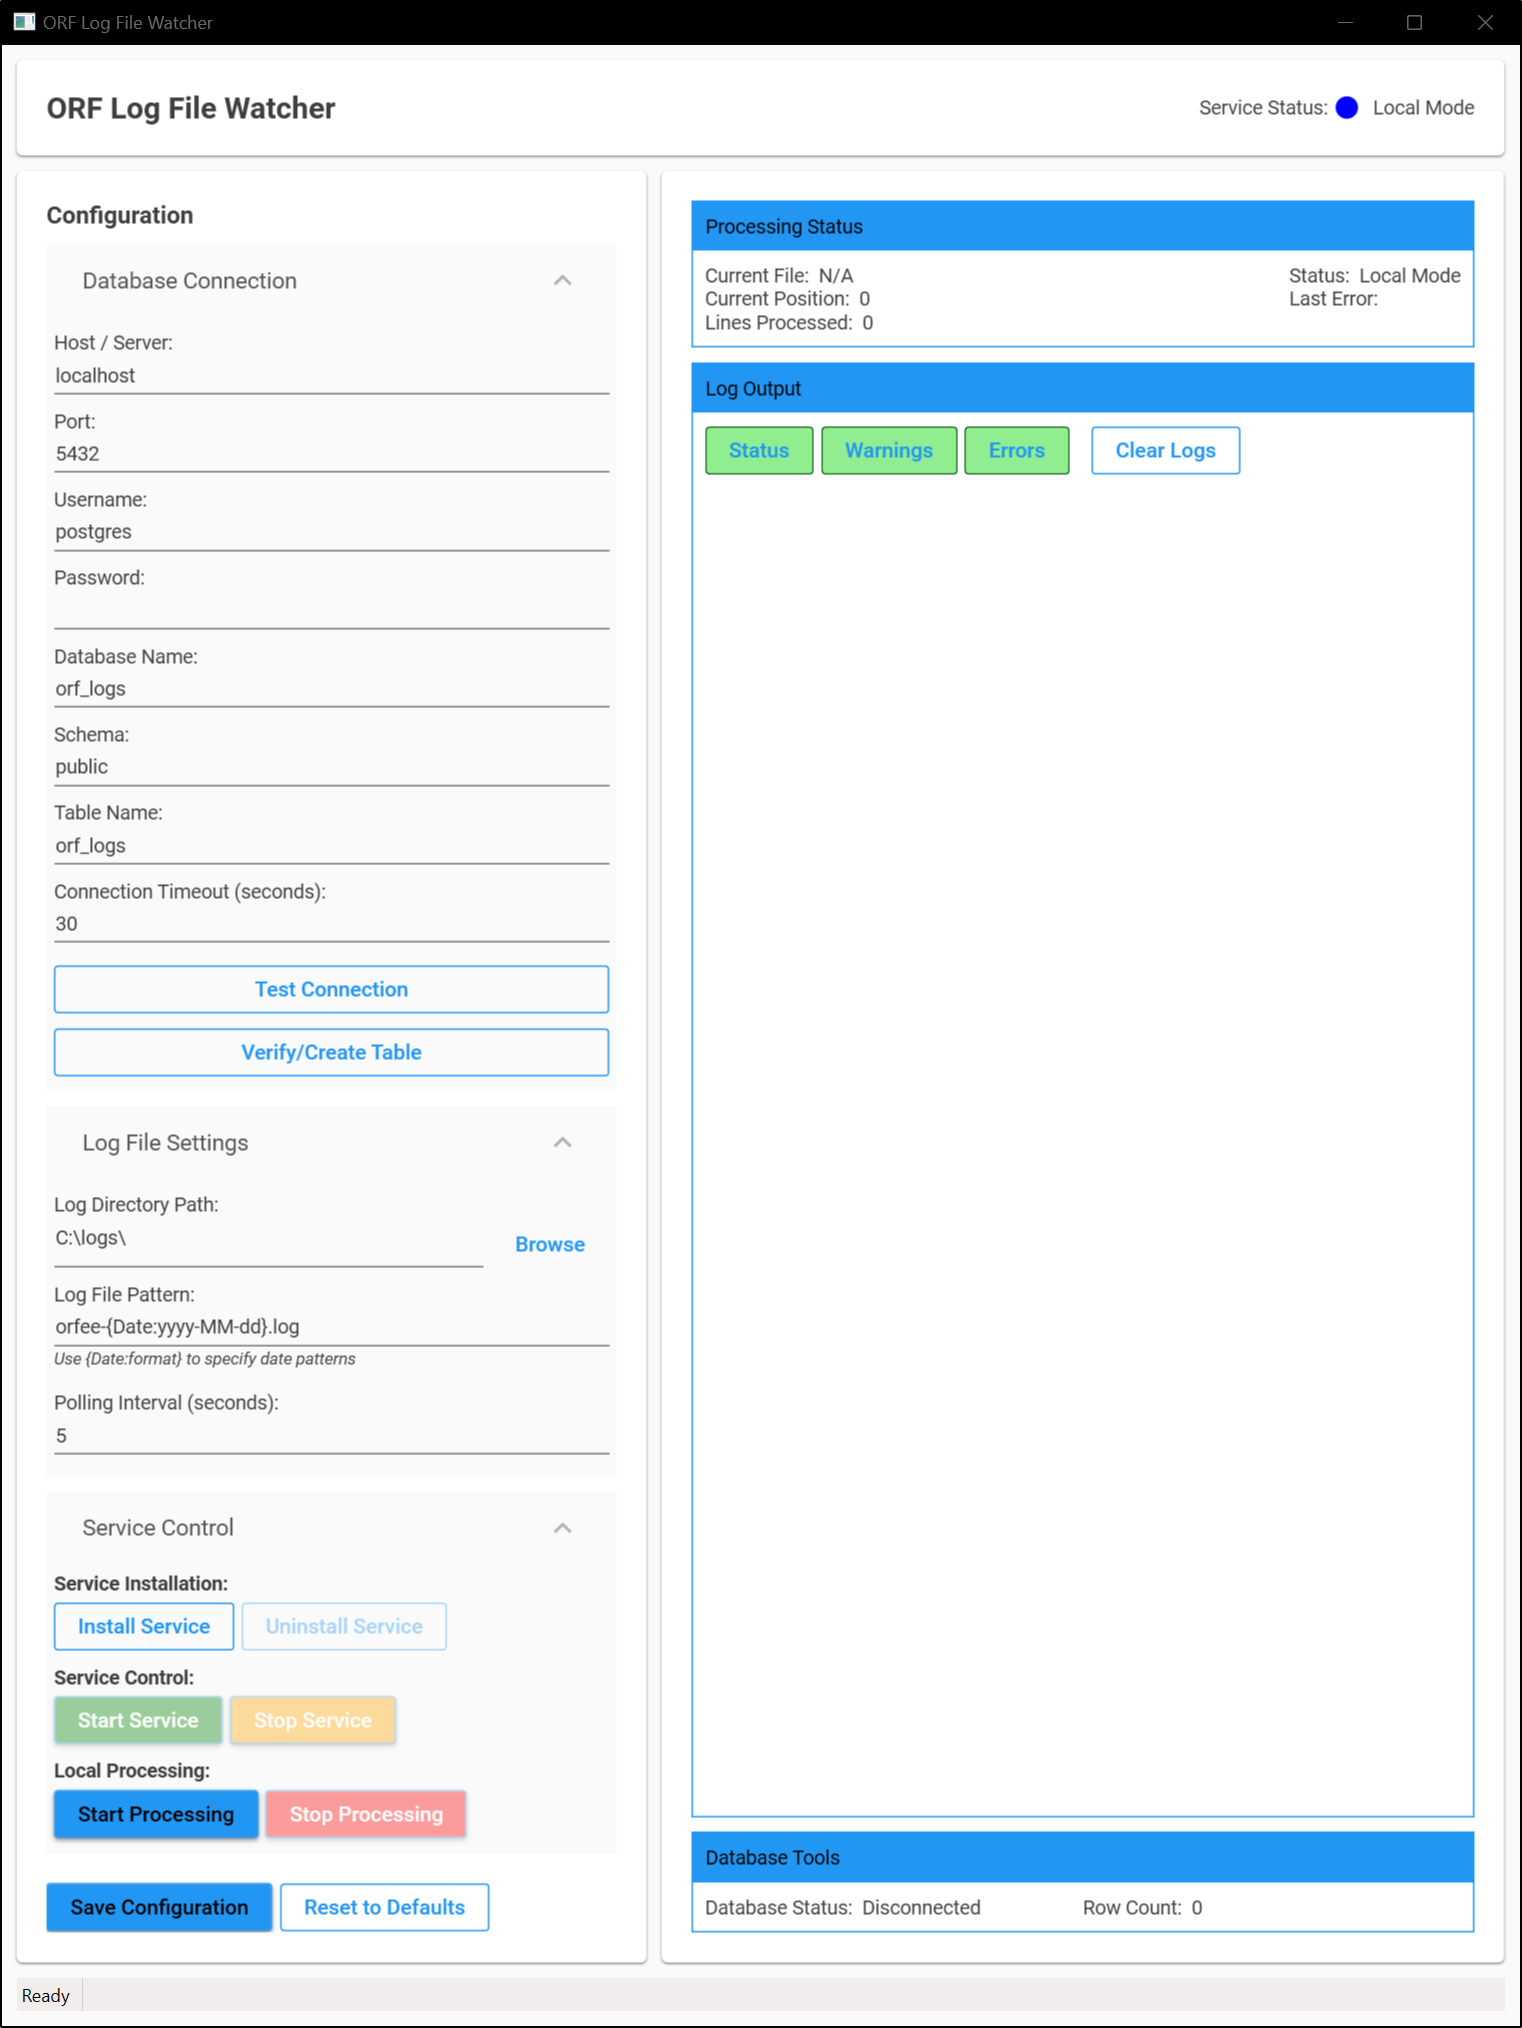 ORF Log File Watcher
ORF Log File Watcher
Service Status: Local Mode
Configuration
Database Connection
Host / Server:
localhost
Port:
5432
Username:
postgres
Password:
Database Name:
orf_logs
Schema:
public
Table Name:
orf_logs
Connection Timeout (seconds):
30
Test Connection
Verify/Create Table
Log File Settings
Log Directory Path:
C:\logs\
Browse
Log File Pattern:
orfee-{Date:yyyy-MM-dd}.log
Use {Date:format} to specify date patterns
Polling Interval (seconds):
5
Service Control
Service Installation:
Install Service Uninstall Service
Service Control:
Start Service Stop Service
Local Processing:
Start Processing Stop Processing
Save Configuration Reset to Defaults
Processing Status
Current File: N/A Status: Local Mode
Current Position: 0 Last Error:
Lines Processed: 0
Log Output
Status Warnings Errors Clear Logs
Database Tools
Database Status: Disconnected Row Count: 0
Ready